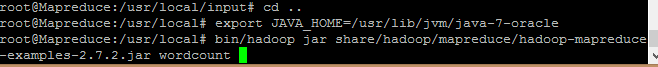 root@Mapreduce:/usr/local/input# cd ..
root@Mapreduce:/usr/local# export JAVA_HOME=/usr/lib/jvm/java-7-oracle
root@Mapreduce:/usr/local# bin/hadoop jar share/hadoop/mapreduce/hadoop-mapreduce
-examples-2.7.2.jar wordcount